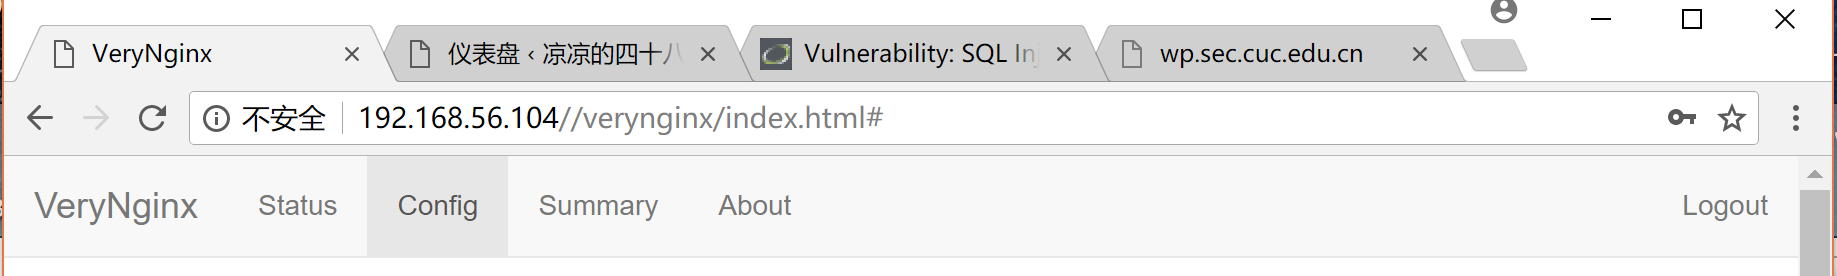 VeryNginx 仪表盘 ‹ 凉凉的四十八 Vulnerability: SQL Inj wp.sec.cuc.edu.cn
不安全 192.168.56.104//verynginx/index.html#
VeryNginx Status Config Summary About Logout